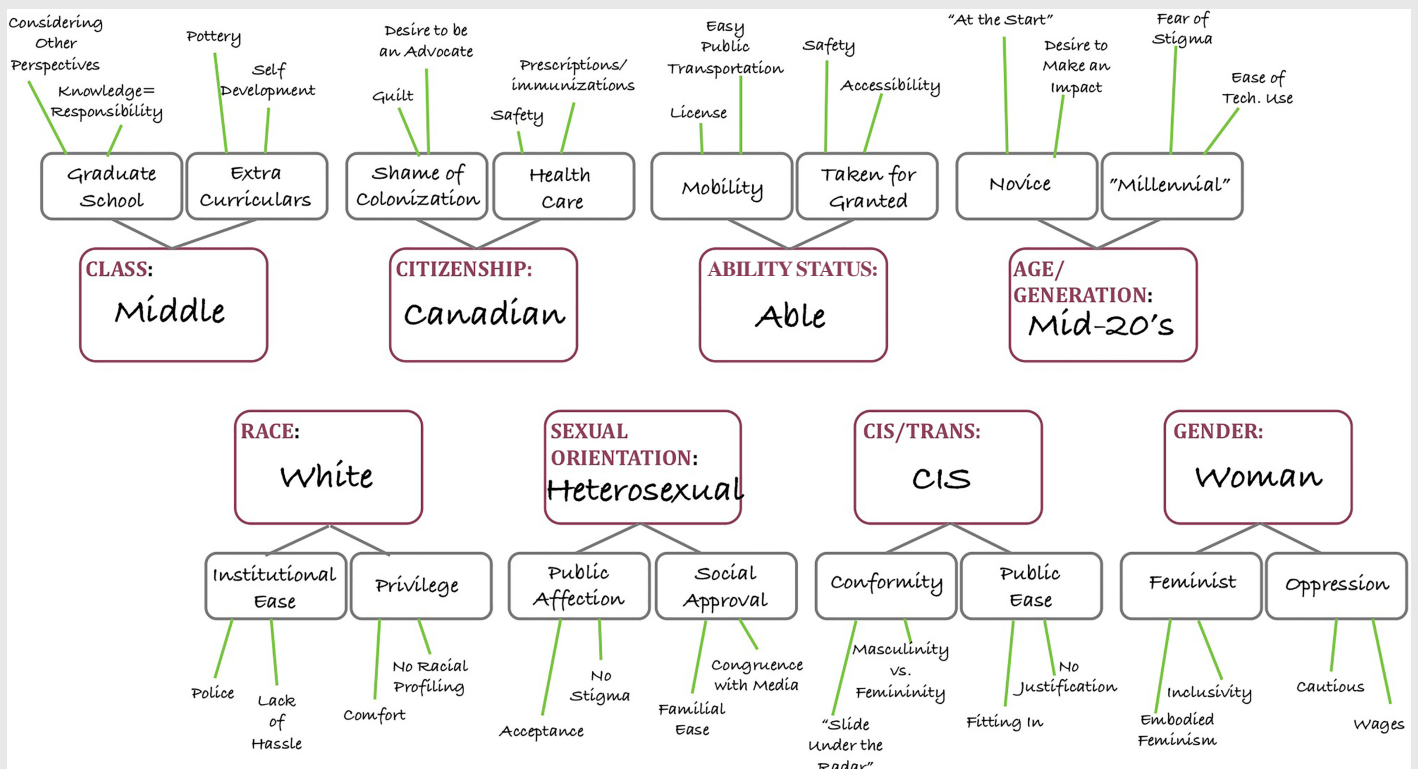 Considering
Other
Perspectives
Knowledge=
Responsibility
Pottery
Self
Development
Desire to be
an Advocate
Guilt
Prescriptions/
immunizations
Safety
Easy
Public
Transportation
License
Safety
Accessibility
"At the Start"
Desire to
Make an
Impact
Fear of
Stigma
Ease of
Tech. Use
Graduate
School
Extra
Curriculars
Shame of
Colonization
Health
Care
Mobility
Taken for
Granted
Novice
"Millennial"
CLASS:
Middle
CITIZENSHIP:
Canadian
ABILITY STATUS:
Able
AGE/
GENERATION:
Mid-20's
RACE:
White
SEXUAL
ORIENTATION:
Heterosexual
CIS/TRANS:
CIS
GENDER:
Woman
Institutional
Ease
Privilege
Public
Affection
Social
Approval
Conformity
Public
Ease
Feminist
Oppression
Police
Lack
of
Hassle
Comfort
No Racial
Profiling
Acceptance
No
Stigma
Familial
Ease
Congruence
with Media
"Slide
Under the
Radar"
Masculinity
vs.
Femininity
Fitting In
No
Justification
Embodied
Feminism
Inclusivity
Cautious
Wages